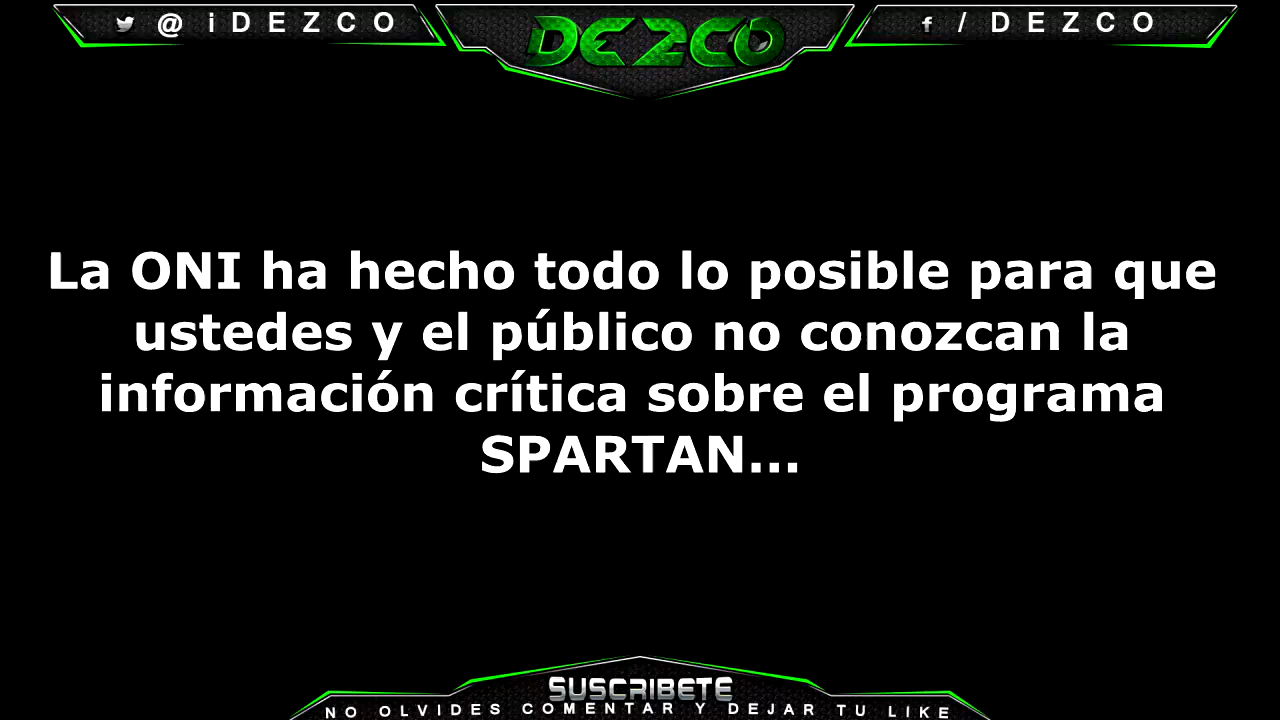 @iDEZCO
DEZCO
/DEZCO
La ONI ha hecho todo lo posible para que
ustedes y el público no conozcan la
información crítica sobre el programa
SPARTAN...
SUSCRIBETE
NO OLVIDES COMENTAR Y DEJAR TU LIKE